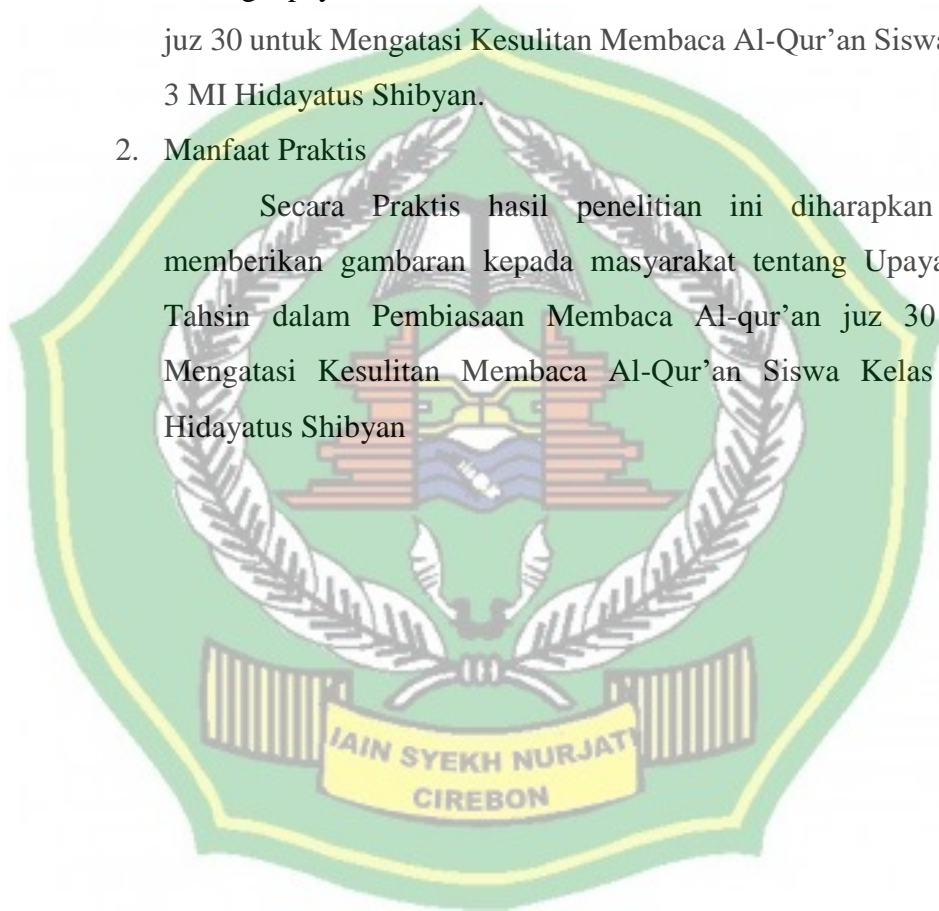 juz 30 untuk Mengatasi Kesulitan Membaca Al-Qur’an Siswa
3 MI Hidayatus Shibyan.
2. Manfaat Praktis
Secara Praktis hasil penelitian ini diharapkan
memberikan gambaran kepada masyarakat tentang Upaya
Tahsin dalam Pembiasaan Membaca Al-qur’an juz 30
Mengatasi Kesulitan Membaca Al-Qur’an Siswa Kelas
Hidayatus Shibyan
IAIN SYEKH NURJATI
CIREBON